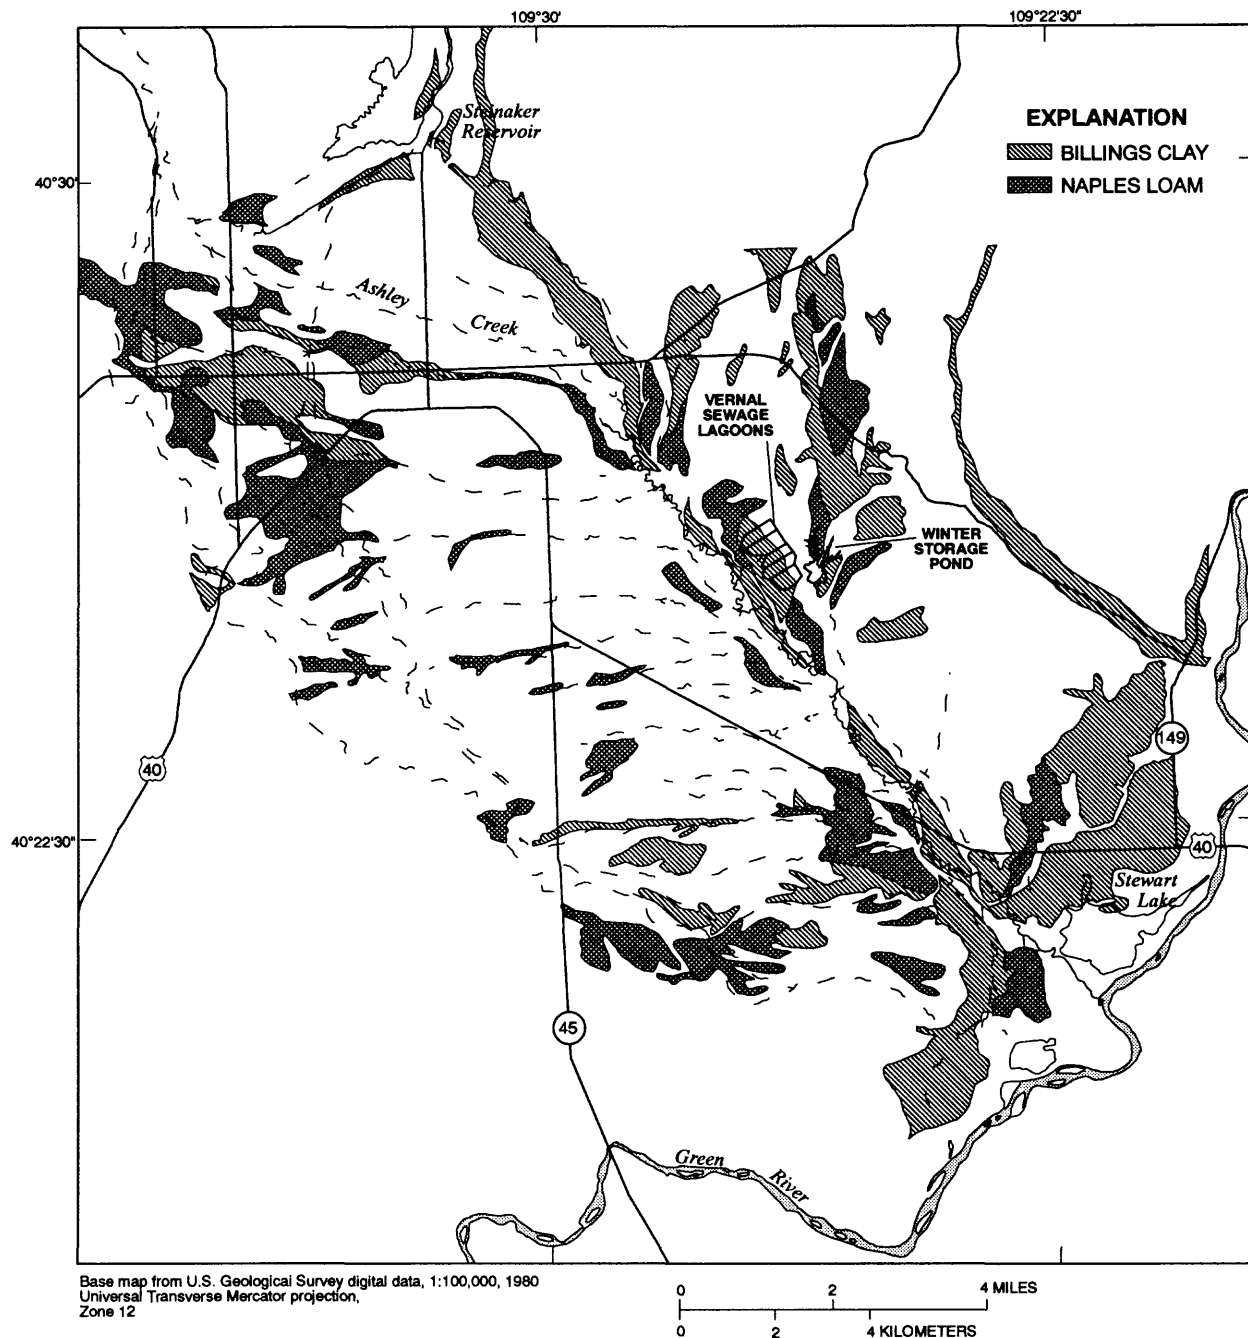 109°30'
109°22'30"
EXPLANATION
BILLINGS CLAY
NAPLES LOAM
Steinaker
Reservoir
40°30'
Ashley
Creek
VERNAL
SEWAGE
LAGOONS
WINTER
STORAGE
POND
149
40
40°22'30"
40
Stewart
Lake
45
Green
River
Base map from U.S. Geological Survey digital data, 1:100,000, 1980
Universal Transverse Mercator projection,
Zone 12
0 2 4 MILES
0 2 4 KILOMETERS